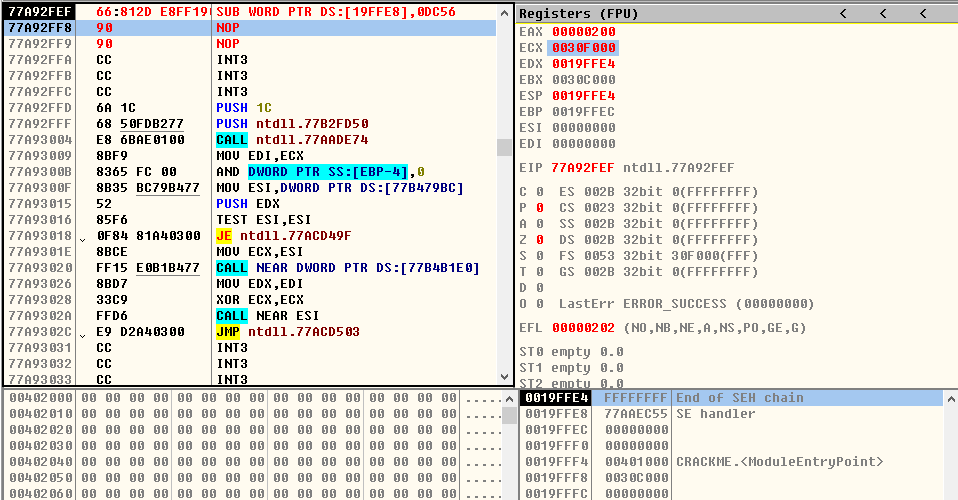 77A92FEF 66:812D E8FF19 SUB WORD PTR DS:[19FFE8],0DC56
77A92FF8 90 NOP
77A92FF9 90 NOP
77A92FFA CC INT3
77A92FFB CC INT3
77A92FFC CC INT3
77A92FFD 6A 1C PUSH 1C
77A92FFF 68 50FDB277 PUSH ntdll.77B2FD50
77A93004 E8 6BAE0100 CALL ntdll.77AADE74
77A93009 8BF9 MOV EDI,ECX
77A9300B 8365 FC 00 AND DWORD PTR SS:[EBP-4],0
77A9300F 8B35 BC79B477 MOV ESI,DWORD PTR DS:[77B479BC]
77A93015 52 PUSH EDX
77A93016 85F6 TEST ESI,ESI
77A93018 0F84 81A40300 JE ntdll.77ACD49F
77A9301E 8BCE MOV ECX,ESI
77A93020 FF15 E0B1B477 CALL NEAR DWORD PTR DS:[77B4B1E0]
77A93026 8BD7 MOV EDX,EDI
77A93028 33C9 XOR ECX,ECX
77A9302A FFD6 CALL NEAR ESI
77A9302C E9 D2A40300 JMP ntdll.77ACD503
77A93031 CC INT3
77A93032 CC INT3
77A93033 CC INT3
Registers (FPU) < < <
EAX 00000200
ECX 0030F000
EDX 0019FFE4
EBX 0030C000
ESP 0019FFE4
EBP 0019FFEC
ESI 00000000
EDI 00000000
EIP 77A92FEF ntdll.77A92FEF
C 0 ES 002B 32bit 0(FFFFFFFF)
P 0 CS 0023 32bit 0(FFFFFFFF)
A 0 SS 002B 32bit 0(FFFFFFFF)
Z 0 DS 002B 32bit 0(FFFFFFFF)
S 0 FS 0053 32bit 30F000(FFF)
T 0 GS 002B 32bit 0(FFFFFFFF)
D 0
O 0 LastErr ERROR_SUCCESS (00000000)
EFL 00000202 (NO,NB,NE,A,NS,PO,GE,G)
ST0 empty 0.0
ST1 empty 0.0
ST2 empty 0.0
00402000 00 00 00 00 00 00 00 00 00 00 00 00 00 00 00 00 .....
00402010 00 00 00 00 00 00 00 00 00 00 00 00 00 00 00 00 .....
00402020 00 00 00 00 00 00 00 00 00 00 00 00 00 00 00 00 .....
00402030 00 00 00 00 00 00 00 00 00 00 00 00 00 00 00 00 .....
00402040 00 00 00 00 00 00 00 00 00 00 00 00 00 00 00 00 .....
00402050 00 00 00 00 00 00 00 00 00 00 00 00 00 00 00 00 .....
00402060 00 00 00 00 00 00 00 00 00 00 00 00 00 00 00 00 .....
0019FFE4 FFFFFFFF End of SEH chain
0019FFE8 77AAEC55 SE handler
0019FFEC 00000000
0019FFF0 00000000
0019FFF4 00401000 CRACKME.<ModuleEntryPoint>
0019FFF8 0030C000
0019FFFC 00000000